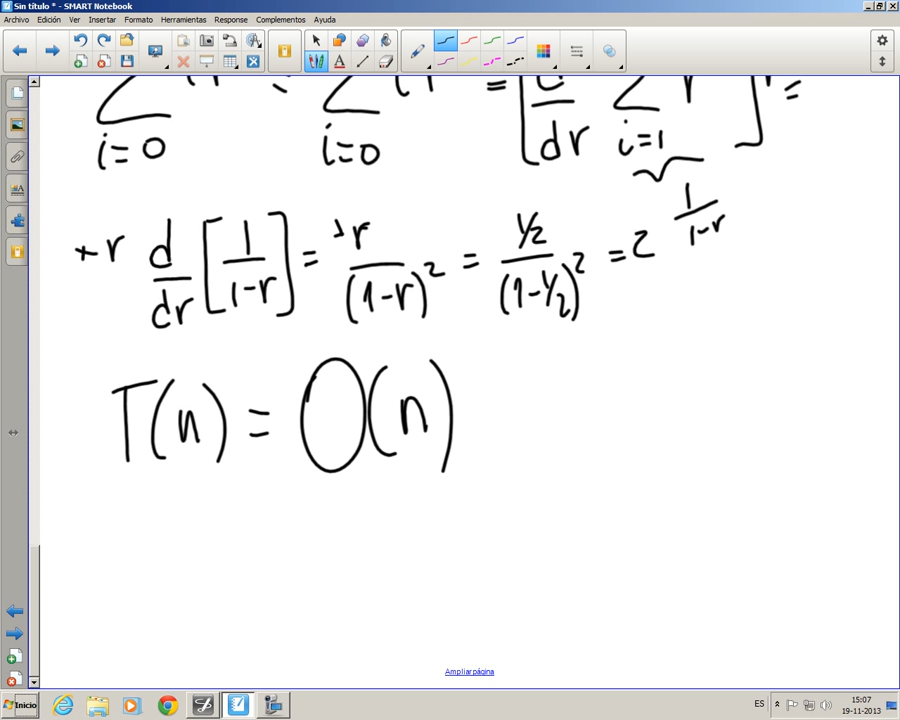 Sin título * - SMART Notebook
Archivo Edición Ver Insertar Formato Herramientas Response Complementos Ayuda
i=0 i=0 = [d/dr Σ i=1 r ] r =
1/(1-r)
+r d/dr [1/(1-r)] = r/(1-r)² = ½/(1-½)² = 2
T(n) = O(n)
Ampliar página
Inicio ES 15:07
19-11-2013